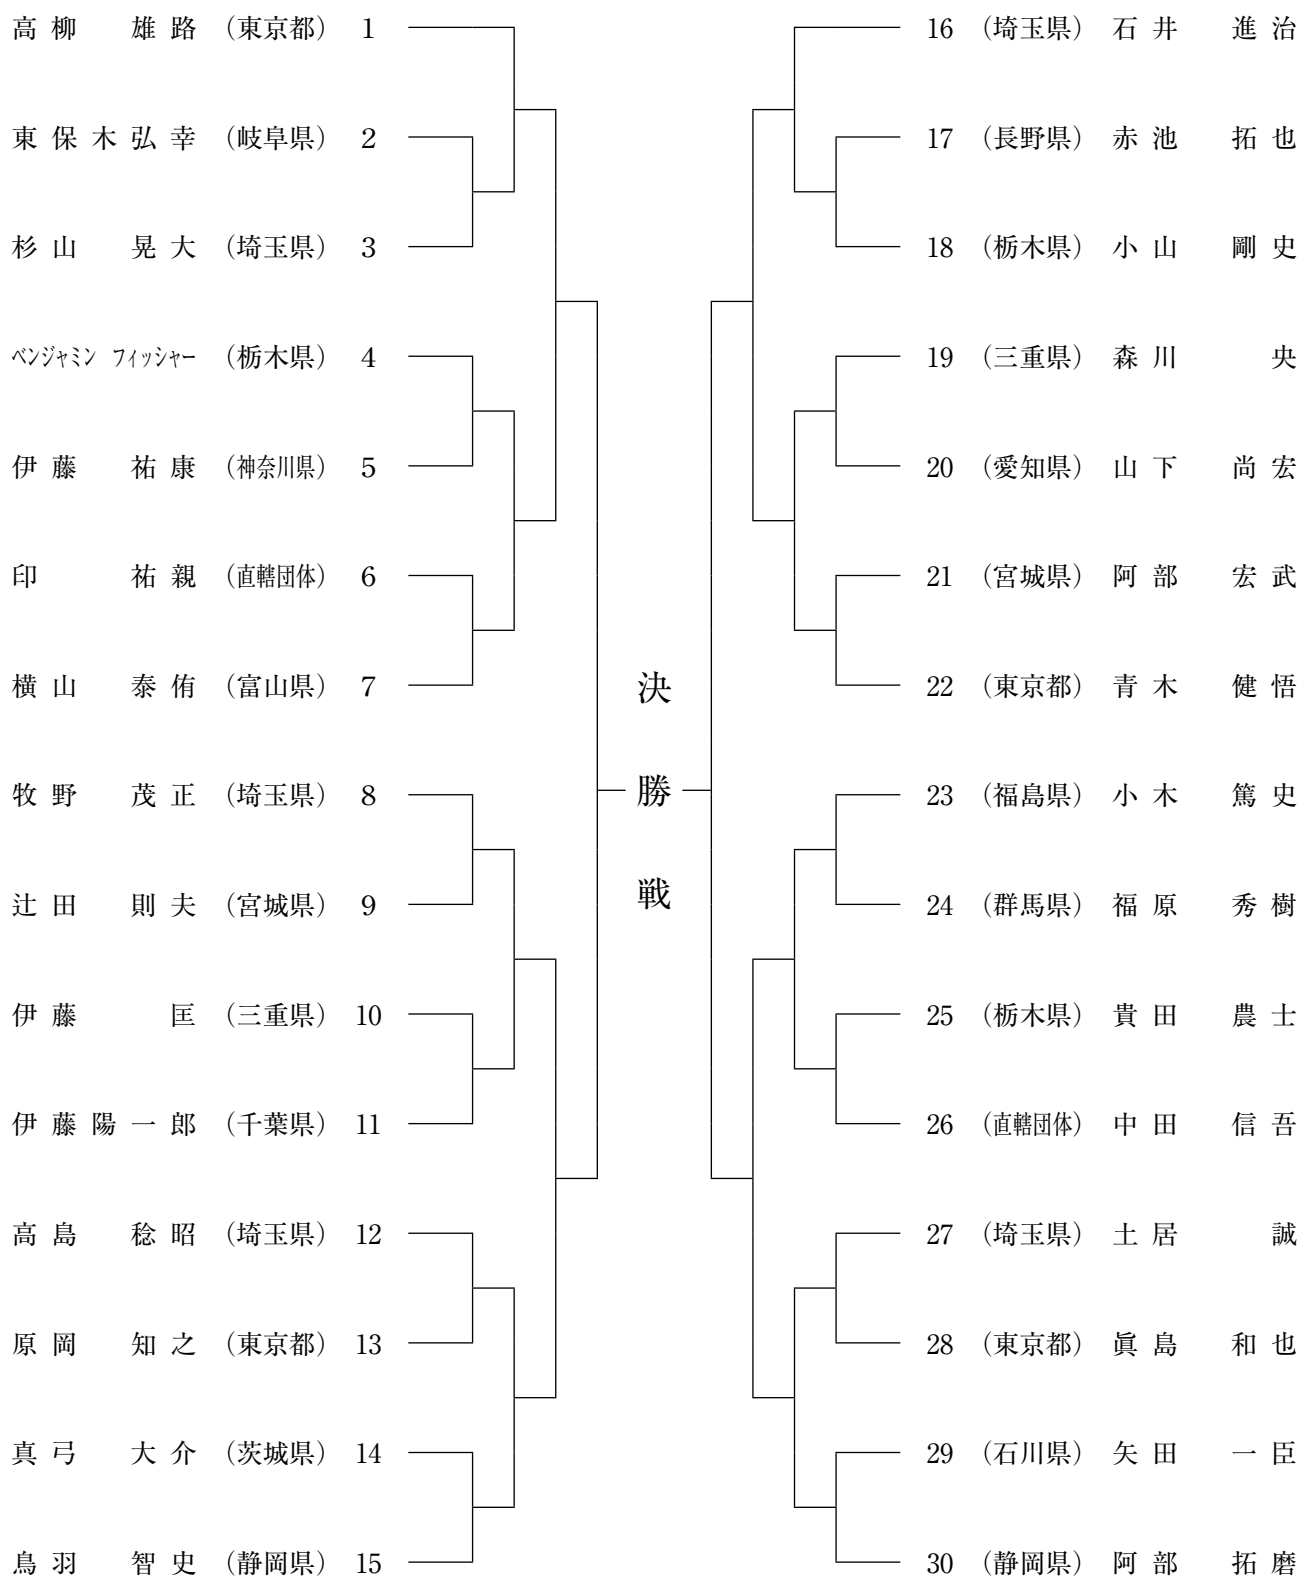 高柳 雄路 (東京都) 1
東保木弘幸 (岐阜県) 2
杉山 晃大 (埼玉県) 3
ベンジャミン フィッシャー (栃木県) 4
伊藤 祐康 (神奈川県) 5
印 祐親 (直轄団体) 6
横山 泰侑 (富山県) 7
牧野 茂正 (埼玉県) 8
辻田 則夫 (宮城県) 9
伊藤 匡 (三重県) 10
伊藤陽一郎 (千葉県) 11
高島 稔昭 (埼玉県) 12
原岡 知之 (東京都) 13
真弓 大介 (茨城県) 14
鳥羽 智史 (静岡県) 15
決勝戦
16 (埼玉県) 石井 進治
17 (長野県) 赤池 拓也
18 (栃木県) 小山 剛史
19 (三重県) 森川 央
20 (愛知県) 山下 尚宏
21 (宮城県) 阿部 宏武
22 (東京都) 青木 健悟
23 (福島県) 小木 篤史
24 (群馬県) 福原 秀樹
25 (栃木県) 貴田 農士
26 (直轄団体) 中田 信吾
27 (埼玉県) 土居 誠
28 (東京都) 眞島 和也
29 (石川県) 矢田 一臣
30 (静岡県) 阿部 拓磨